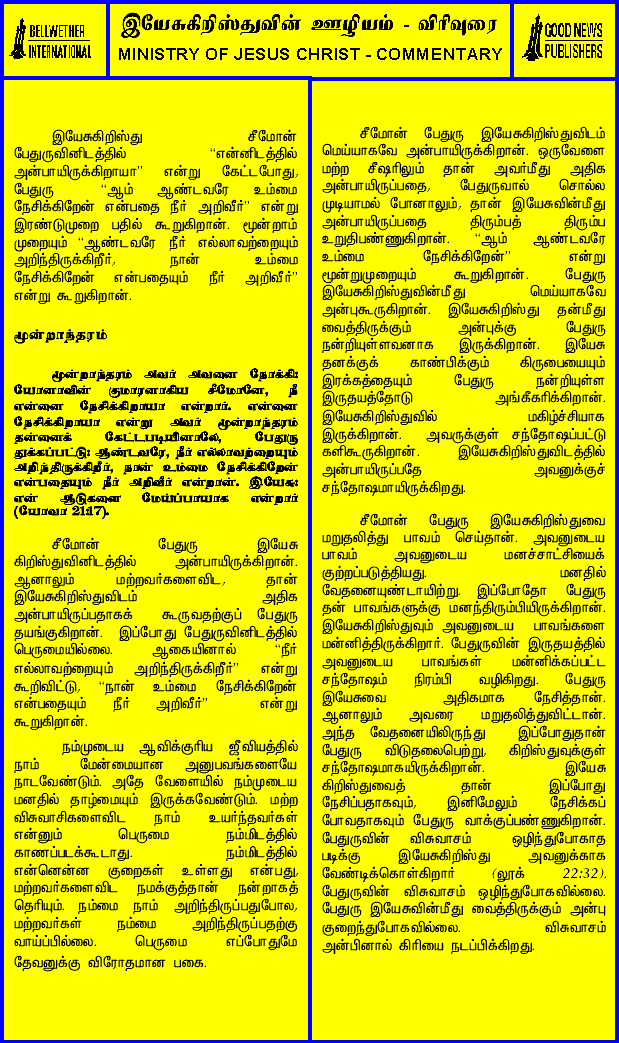 BELLWETHER
INTERNATIONAL
இயேசுகிறிஸ்துவின் ஊழியம் - விரிவுரை
MINISTRY OF JESUS CHRIST - COMMENTARY
GOOD NEWS
PUBLISHERS
இயேசுகிறிஸ்து சீமோன்
பேதுருவினிடத்தில் “என்னிடத்தில்
அன்பாயிருக்கிறாயா” என்று கேட்டபோது,
பேதுரு “ஆம் ஆண்டவரே உம்மை
நேசிக்கிறேன் என்பதை நீர் அறிவீர்” என்று
இரண்டுமுறை பதில் கூறுகிறான். மூன்றாம்
முறையும் “ஆண்டவரே நீர் எல்லாவற்றையும்
அறிந்திருக்கிறீர், நான் உம்மை
நேசிக்கிறேன் என்பதையும் நீர் அறிவீர்”
என்று கூறுகிறான்.
மூன்றாந்தரம்
மூன்றாந்தரம் அவர் அவனை நோக்கி:
யோனாவின் குமாரனாகிய சீமோனே, நீ
என்னை நேசிக்கிறாயா என்றார். என்னை
நேசிக்கிறாயா என்று அவர் மூன்றாந்தரம்
தன்னைக் கேட்டபடியினாலே, பேதுரு
துக்கப்பட்டு: ஆண்டவரே, நீர் எல்லாவற்றையும்
அறிந்திருக்கிறீர், நான் உம்மை நேசிக்கிறேன்
என்பதையும் நீர் அறிவீர் என்றான். இயேசு:
என் ஆடுகளை மேய்ப்பாயாக என்றார்
(யோவா 21:17).
சீமோன் பேதுரு இயேசு
கிறிஸ்துவினிடத்தில் அன்பாயிருக்கிறான்.
ஆனாலும் மற்றவர்களைவிட, தான்
இயேசுகிறிஸ்துவிடம் அதிக
அன்பாயிருப்பதாகக் கூருவதற்குப் பேதுரு
தயங்குகிறான். இப்போது பேதுருவினிடத்தில்
பெருமையில்லை. ஆகையினால் “நீர்
எல்லாவற்றையும் அறிந்திருக்கிறீர்” என்று
கூறிவிட்டு, “நான் உம்மை நேசிக்கிறேன்
என்பதையும் நீர் அறிவீர்” என்று
கூறுகிறான்.
நம்முடைய ஆவிக்குரிய ஜீவியத்தில்
நாம் மேன்மையான அனுபவங்களையே
நாடவேண்டும். அதே வேளையில் நம்முடைய
மனதில் தாழ்மையும் இருக்கவேண்டும். மற்ற
விசுவாசிகளைவிட நாம் உயர்ந்தவர்கள்
என்னும் பெருமை நம்மிடத்தில்
காணப்படக்கூடாது. நம்மிடத்தில்
என்னென்ன குறைகள் உள்ளது என்பது,
மற்றவர்களைவிட நமக்குத்தான் நன்றாகத்
தெரியும். நம்மை நாம் அறிந்திருப்பதுபோல,
மற்றவர்கள் நம்மை அறிந்திருப்பதற்கு
வாய்ப்பில்லை. பெருமை எப்போதுமே
தேவனுக்கு விரோதமான பகை.
சீமோன் பேதுரு இயேசுகிறிஸ்துவிடம்
மெய்யாகவே அன்பாயிருக்கிறான். ஒருவேளை
மற்ற சீஷரிலும் தான் அவர்மீது அதிக
அன்பாயிருப்பதை, பேதுருவால் சொல்ல
முடியாமல் போனாலும், தான் இயேசுவின்மீது
அன்பாயிருப்பதை திரும்பத் திரும்ப
உறுதிபண்ணுகிறான். “ஆம் ஆண்டவரே
உம்மை நேசிக்கிறேன்” என்று
மூன்றுமுறையும் கூறுகிறான். பேதுரு
இயேசுகிறிஸ்துவின்மீது மெய்யாகவே
அன்புகூருகிறான். இயேசுகிறிஸ்து தன்மீது
வைத்திருக்கும் அன்புக்கு பேதுரு
நன்றியுள்ளவனாக இருக்கிறான். இயேசு
தனக்குக் காண்பிக்கும் கிருபையையும்
இரக்கத்தையும் பேதுரு நன்றியுள்ள
இருதயத்தோடு அங்கீகரிக்கிறான்.
இயேசுகிறிஸ்துவில் மகிழ்ச்சியாக
இருக்கிறான். அவருக்குள் சந்தோஷப்பட்டு
களிகூருகிறான். இயேசுகிறிஸ்துவிடத்தில்
அன்பாயிருப்பதே அவனுக்குச்
சந்தோஷமாயிருக்கிறது.
சீமோன் பேதுரு இயேசுகிறிஸ்துவை
மறுதலித்து பாவம் செய்தான். அவனுடைய
பாவம் அவனுடைய மனச்சாட்சியைக்
குற்றப்படுத்தியது. மனதில்
வேதனையுண்டாயிற்று. இப்போதோ பேதுரு
தன் பாவங்களுக்கு மனந்திரும்பியிருக்கிறான்.
இயேசுகிறிஸ்துவும் அவனுடைய பாவங்களை
மன்னித்திருக்கிறார். பேதுருவின் இருதயத்தில்
அவனுடைய பாவங்கள் மன்னிக்கப்பட்ட
சந்தோஷம் நிரம்பி வழிகிறது. பேதுரு
இயேசுவை அதிகமாக நேசித்தான்.
ஆனாலும் அவரை மறுதலித்துவிட்டான்.
அந்த வேதனையிலிருந்து இப்போதுதான்
பேதுரு விடுதலைபெற்று, கிறிஸ்துவுக்குள்
சந்தோஷமாகயிருக்கிறான். இயேசு
கிறிஸ்துவைத் தான் இப்போது
நேசிப்பதாகவும், இனிமேலும் நேசிக்கப்
போவதாகவும் பேதுரு வாக்குப்பண்ணுகிறான்.
பேதுருவின் விசுவாசம் ஒழிந்துபோகாத
படிக்கு இயேசுகிறிஸ்து அவனுக்காக
வேண்டிக்கொள்கிறார் (லூக் 22:32).
பேதுருவின் விசுவாசம் ஒழிந்துபோகவில்லை.
பேதுரு இயேசுவின்மீது வைத்திருக்கும் அன்பு
குறைந்துபோகவில்லை. விசுவாசம்
அன்பினால் கிரியை நடப்பிக்கிறது.